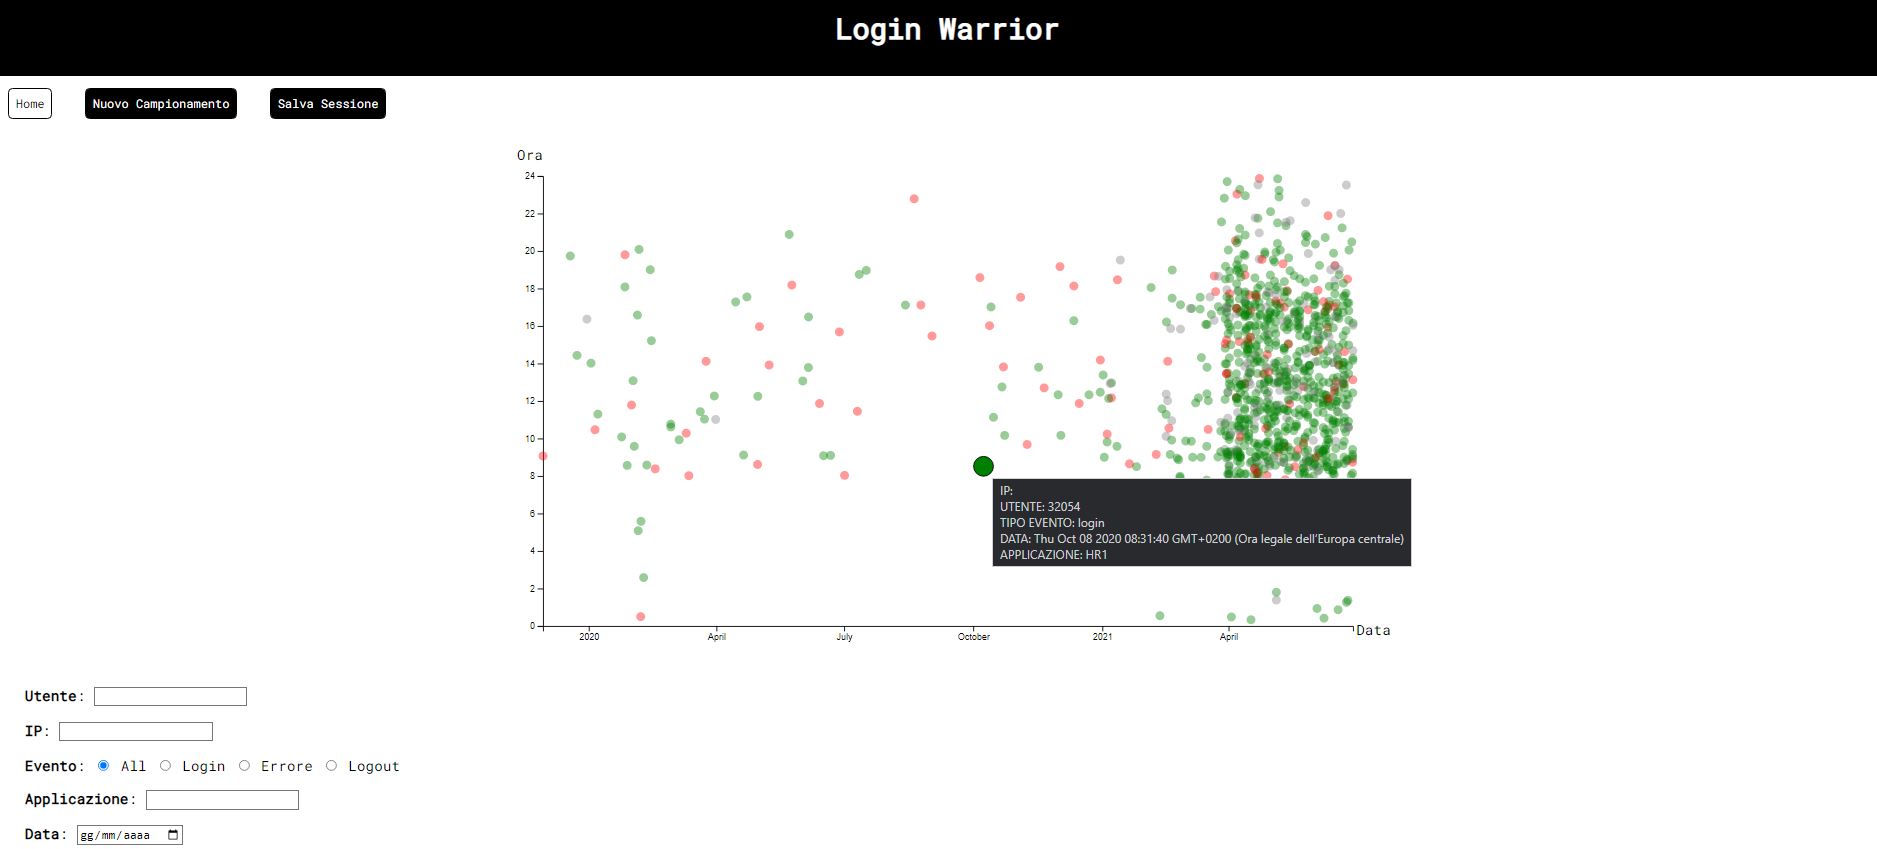 Login Warrior
Home
Nuovo Campionamento
Salva Sessione
Ora
24
22
20
18
16
14
12
10
8
6
4
2
0
2020
April
July
October
2021
April
Data
IP:
UTENTE: 32054
TIPO EVENTO: login
DATA: Thu Oct 08 2020 08:31:40 GMT+0200 (Ora legale dell'Europa centrale)
APPLICAZIONE: HR1
Utente:
IP:
Evento: All Login Errore Logout
Applicazione:
Data: gg/mm/aaaa